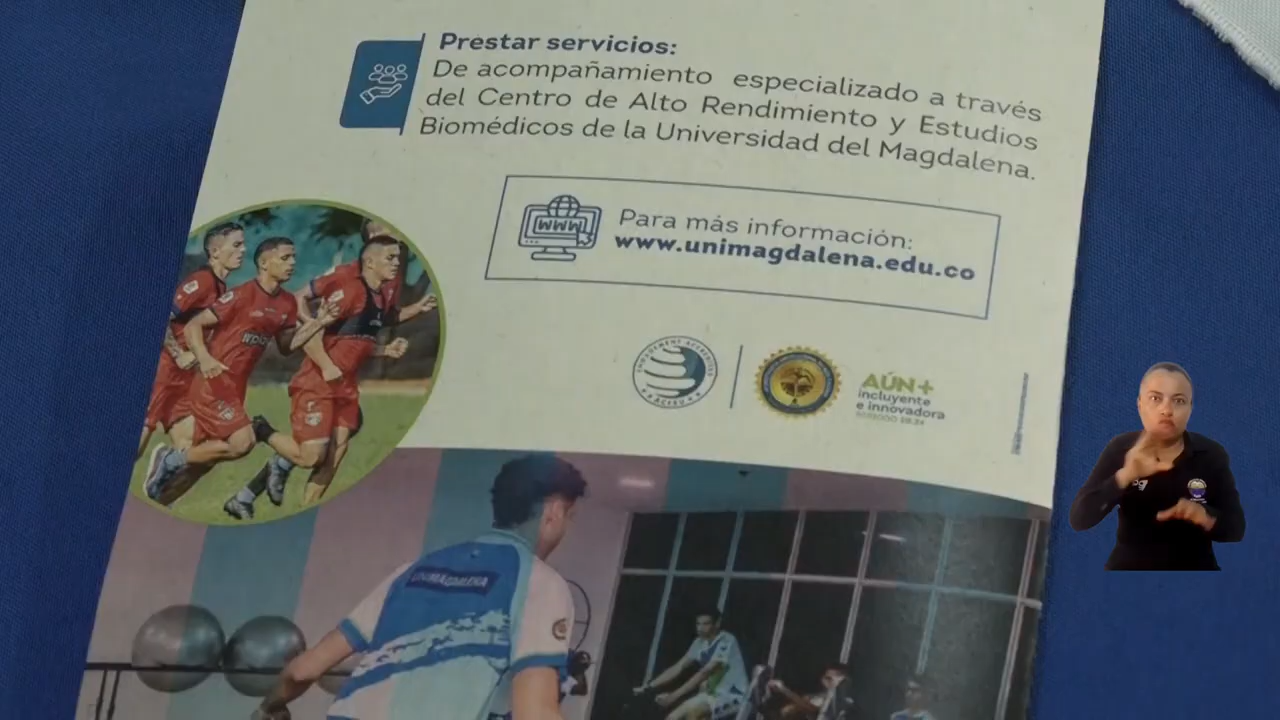 Prestar servicios:
De acompañamiento especializado a través
del Centro de Alto Rendimiento y Estudios
Biomédicos de la Universidad del Magdalena.
WWW
Para más información:
www.unimagdalena.edu.co
AÚN+
incluyente
e innovadora
UNIMAGDALENA